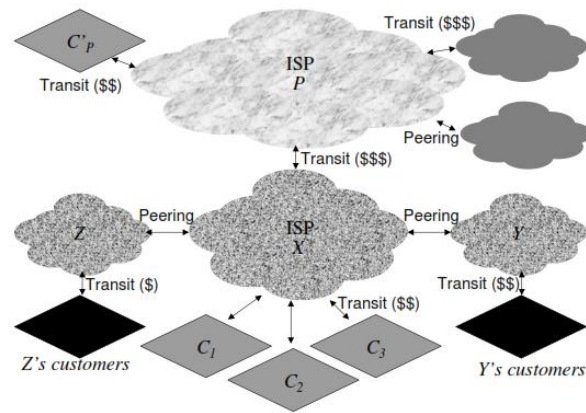 C'P
Transit ($$)
ISP
P
Transit ($$$)
Peering
Transit ($$$)
Z
Peering
ISP
X
Peering
Y
Transit ($)
Transit ($$)
Transit ($$)
Z's customers
C1
C2
C3
Y's customers